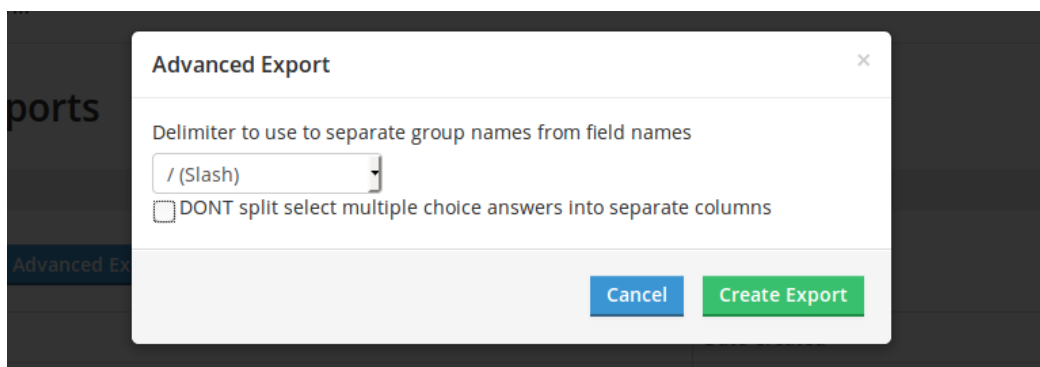 Advanced Export
×
ports
Delimiter to use to separate group names from field names
/ (Slash)
DONT split select multiple choice answers into separate columns
Advanced Ex
Cancel
Create Export